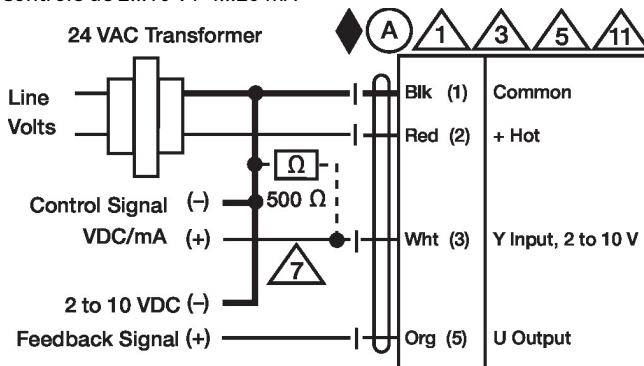 24 VAC Transformer
A 1 3 5 11
Line
Volts
Blk (1) Common
Red (2) + Hot
Ω
500 Ω
Control Signal (–)
VDC/mA (+)
Wht (3) Y Input, 2 to 10 V
7
2 to 10 VDC (–)
Feedback Signal (+)
Org (5) U Output